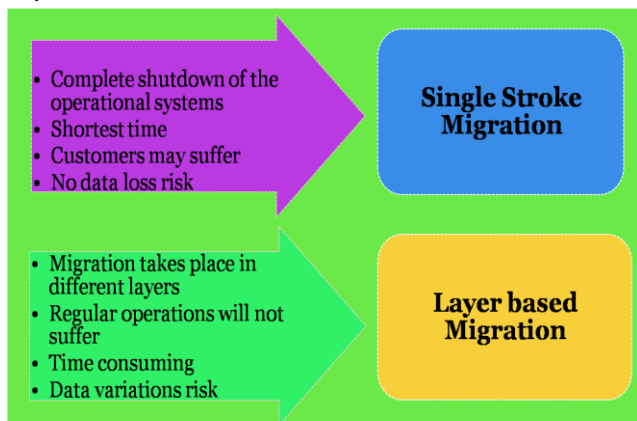 • Complete shutdown of the
operational systems
• Shortest time
• Customers may suffer
• No data loss risk
Single Stroke
Migration
• Migration takes place in
different layers
• Regular operations will not
suffer
• Time consuming
• Data variations risk
Layer based
Migration